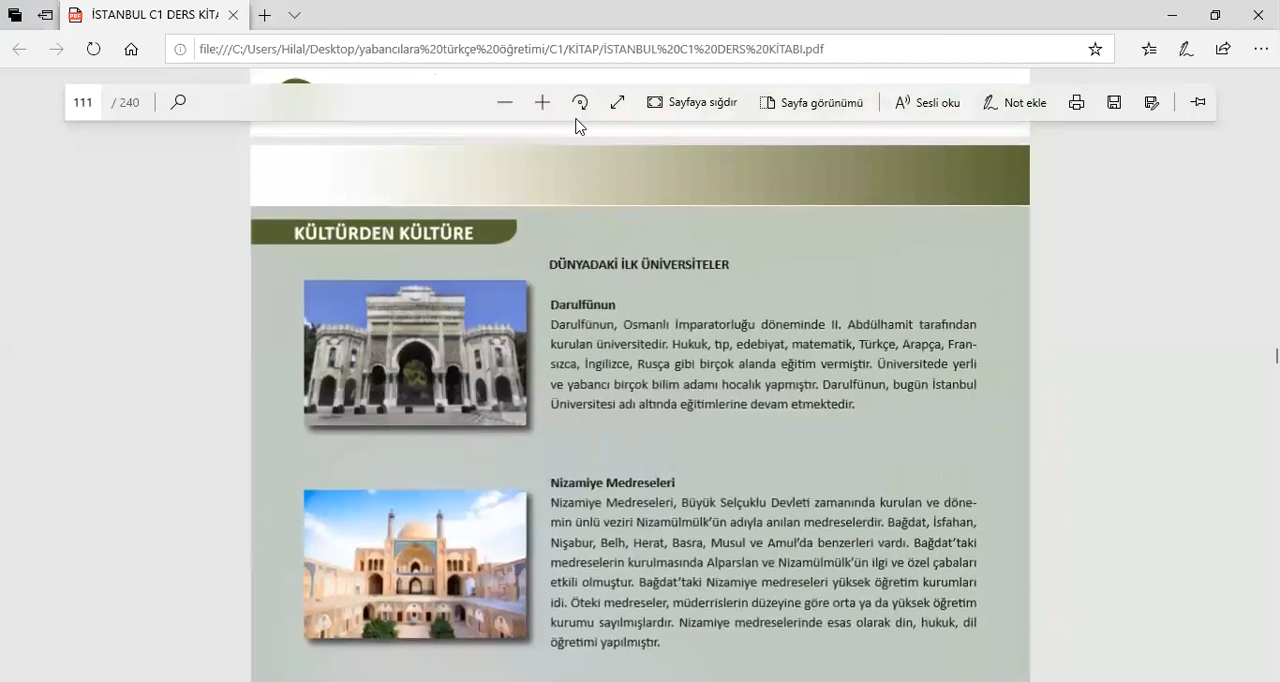 İSTANBUL C1 DERS KİTA
file:///C:/Users/Hilal/Desktop/yabancılara%20türkçe%20öğretimi/C1/KİTAP/İSTANBUL%20C1%20DERS%20KİTABI.pdf
111 / 240
Sayfaya sığdır
Sayfa görünümü
Sesli oku
Not ekle
KÜLTÜRDEN KÜLTÜRE
DÜNYADAKİ İLK ÜNİVERSİTELER
Darulfünun
Darulfünun, Osmanlı İmparatorluğu döneminde II. Abdülhamit tarafından
kurulan üniversitedir. Hukuk, tıp, edebiyat, matematik, Türkçe, Arapça, Fran-
sızca, İngilizce, Rusça gibi birçok alanda eğitim vermiştir. Üniversitede yerli
ve yabancı birçok bilim adamı hocalık yapmıştır. Darulfünun, bugün İstanbul
Üniversitesi adı altında eğitimlerine devam etmektedir.
Nizamiye Medreseleri
Nizamiye Medreseleri, Büyük Selçuklu Devleti zamanında kurulan ve döne-
min ünlü veziri Nizamülmülk'ün adıyla anılan medreselerdir. Bağdat, İsfahan,
Nişabur, Belh, Herat, Basra, Musul ve Amul'da benzerleri vardı. Bağdat'taki
medreselerin kurulmasında Alparslan ve Nizamülmülk'ün ilgi ve özel çabaları
etkili olmuştur. Bağdat'taki Nizamiye medreseleri yüksek öğretim kurumları
idi. Öteki medreseler, müderrislerin düzeyine göre orta ya da yüksek öğretim
kurumu sayılmışlardır. Nizamiye medreselerinde esas olarak din, hukuk, dil
öğretimi yapılmıştır.